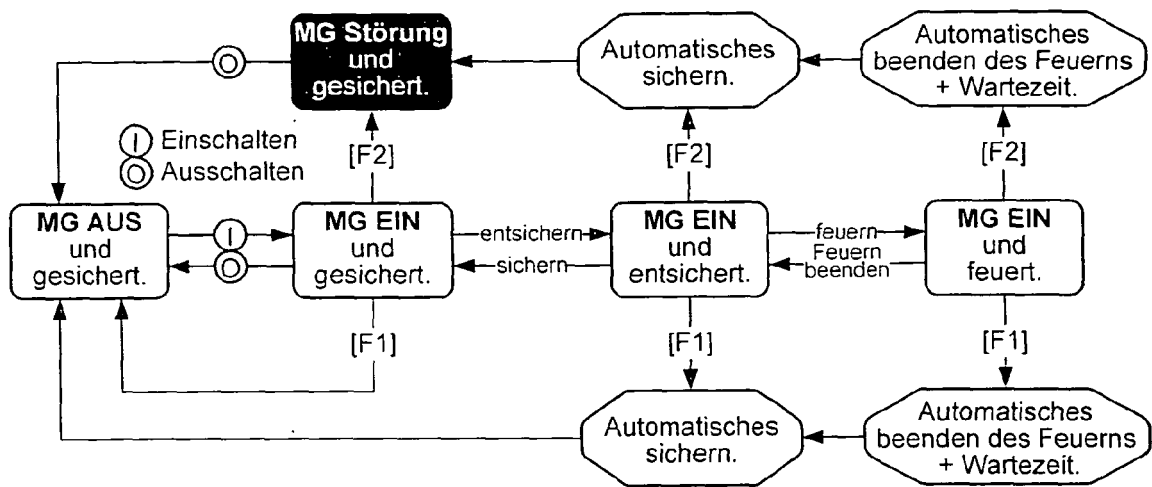 MG Störung
und
gesichert.
Automatisches
sichern.
Automatisches
beenden des Feuerns
+ Wartezeit.
Einschalten
Ausschalten
[F2]
[F2]
[F2]
MG AUS
und
gesichert.
MG EIN
und
gesichert.
entsichern
sichern
MG EIN
und
entsichert.
feuern
Feuern
beenden
MG EIN
und
feuert.
[F1]
[F1]
[F1]
Automatisches
sichern.
Automatisches
beenden des Feuerns
+ Wartezeit.